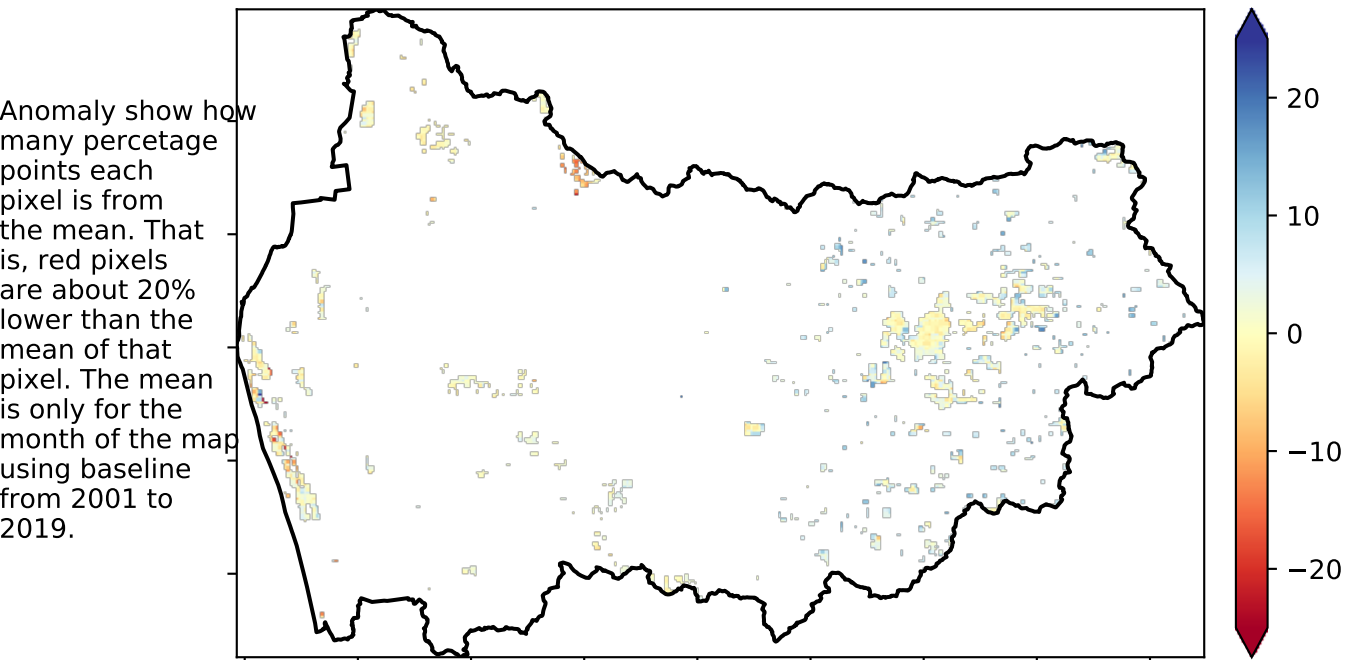 Anomaly show how
many percetage
points each
pixel is from
the mean. That
is, red pixels
are about 20%
lower than the
mean of that
pixel. The mean
is only for the
month of the map
using baseline
from 2001 to
2019.
20
10
0
−10
−20